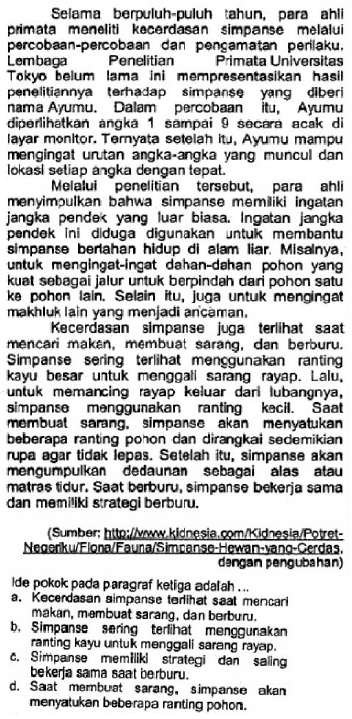 Selama berpuluh-puluh tahun, para ahli
primata meneliti kecerdasan simpanse melalui
percobaan-percobaan dan pengamatan perilaku.
Lembaga Penelitian Primata Universitas
Tokyo belum lama ini mempresentasikan hasil
penelitiannya terhadap simpanse yang diberi
nama Ayumu. Dalam percobaan itu, Ayumu
diperlihatkan angka 1 sampai 9 secara acak di
layar monitor. Ternyata setelah itu, Ayumu mampu
mengingat urutan angka-angka yang muncul dan
lokasi setiap angka dengan tepat.
Melalui penelitian tersebut, para ahli
menyimpulkan bahwa simpanse memiliki ingatan
jangka pendek yang luar biasa. Ingatan jangka
pendek ini diduga digunakan untuk membantu
simpanse bertahan hidup di alam liar. Misalnya,
untuk mengingat-ingat dahan-dahan pohon yang
kuat sebagai jalur untuk berpindah dari pohon satu
ke pohon lain. Selain itu, juga untuk mengingat
makhluk lain yang menjadi ancaman.
Kecerdasan simpanse juga terlihat saat
mencari makan, membuat sarang, dan berburu.
Simpanse sering terlihat menggunakan ranting
kayu besar untuk menggali sarang rayap. Lalu,
untuk memancing rayap keluar dari lubangnya,
simpanse menggunakan ranting kecil. Saat
membuat sarang, simpanse akan menyatukan
beberapa ranting pohon dan dirangkai sedemikian
rupa agar tidak lepas. Setelah itu, simpanse akan
mengumpulkan dedaunan sebagai alas atau
matras tidur. Saat berburu, simpanse bekerja sama
dan memiliki strategi berburu.
(Sumber: http://www.kidnesia.com/Kidnesia/Potret-
Negeriku/Flona/Fauna/Simpanse-Hewan-yang-Cerdas,
dengan pengubahan)
Ide pokok pada paragraf ketiga adalah ...
a. Kecerdasan simpanse terlihat saat mencari
makan, membuat sarang, dan berburu.
b. Simpanse sering terlihat menggunakan
ranting kayu untuk menggali sarang rayap.
c. Simpanse memiliki strategi dan saling
bekerja sama saat berburu.
d. Saat membuat sarang, simpanse akan
menyatukan beberapa ranting pohon.